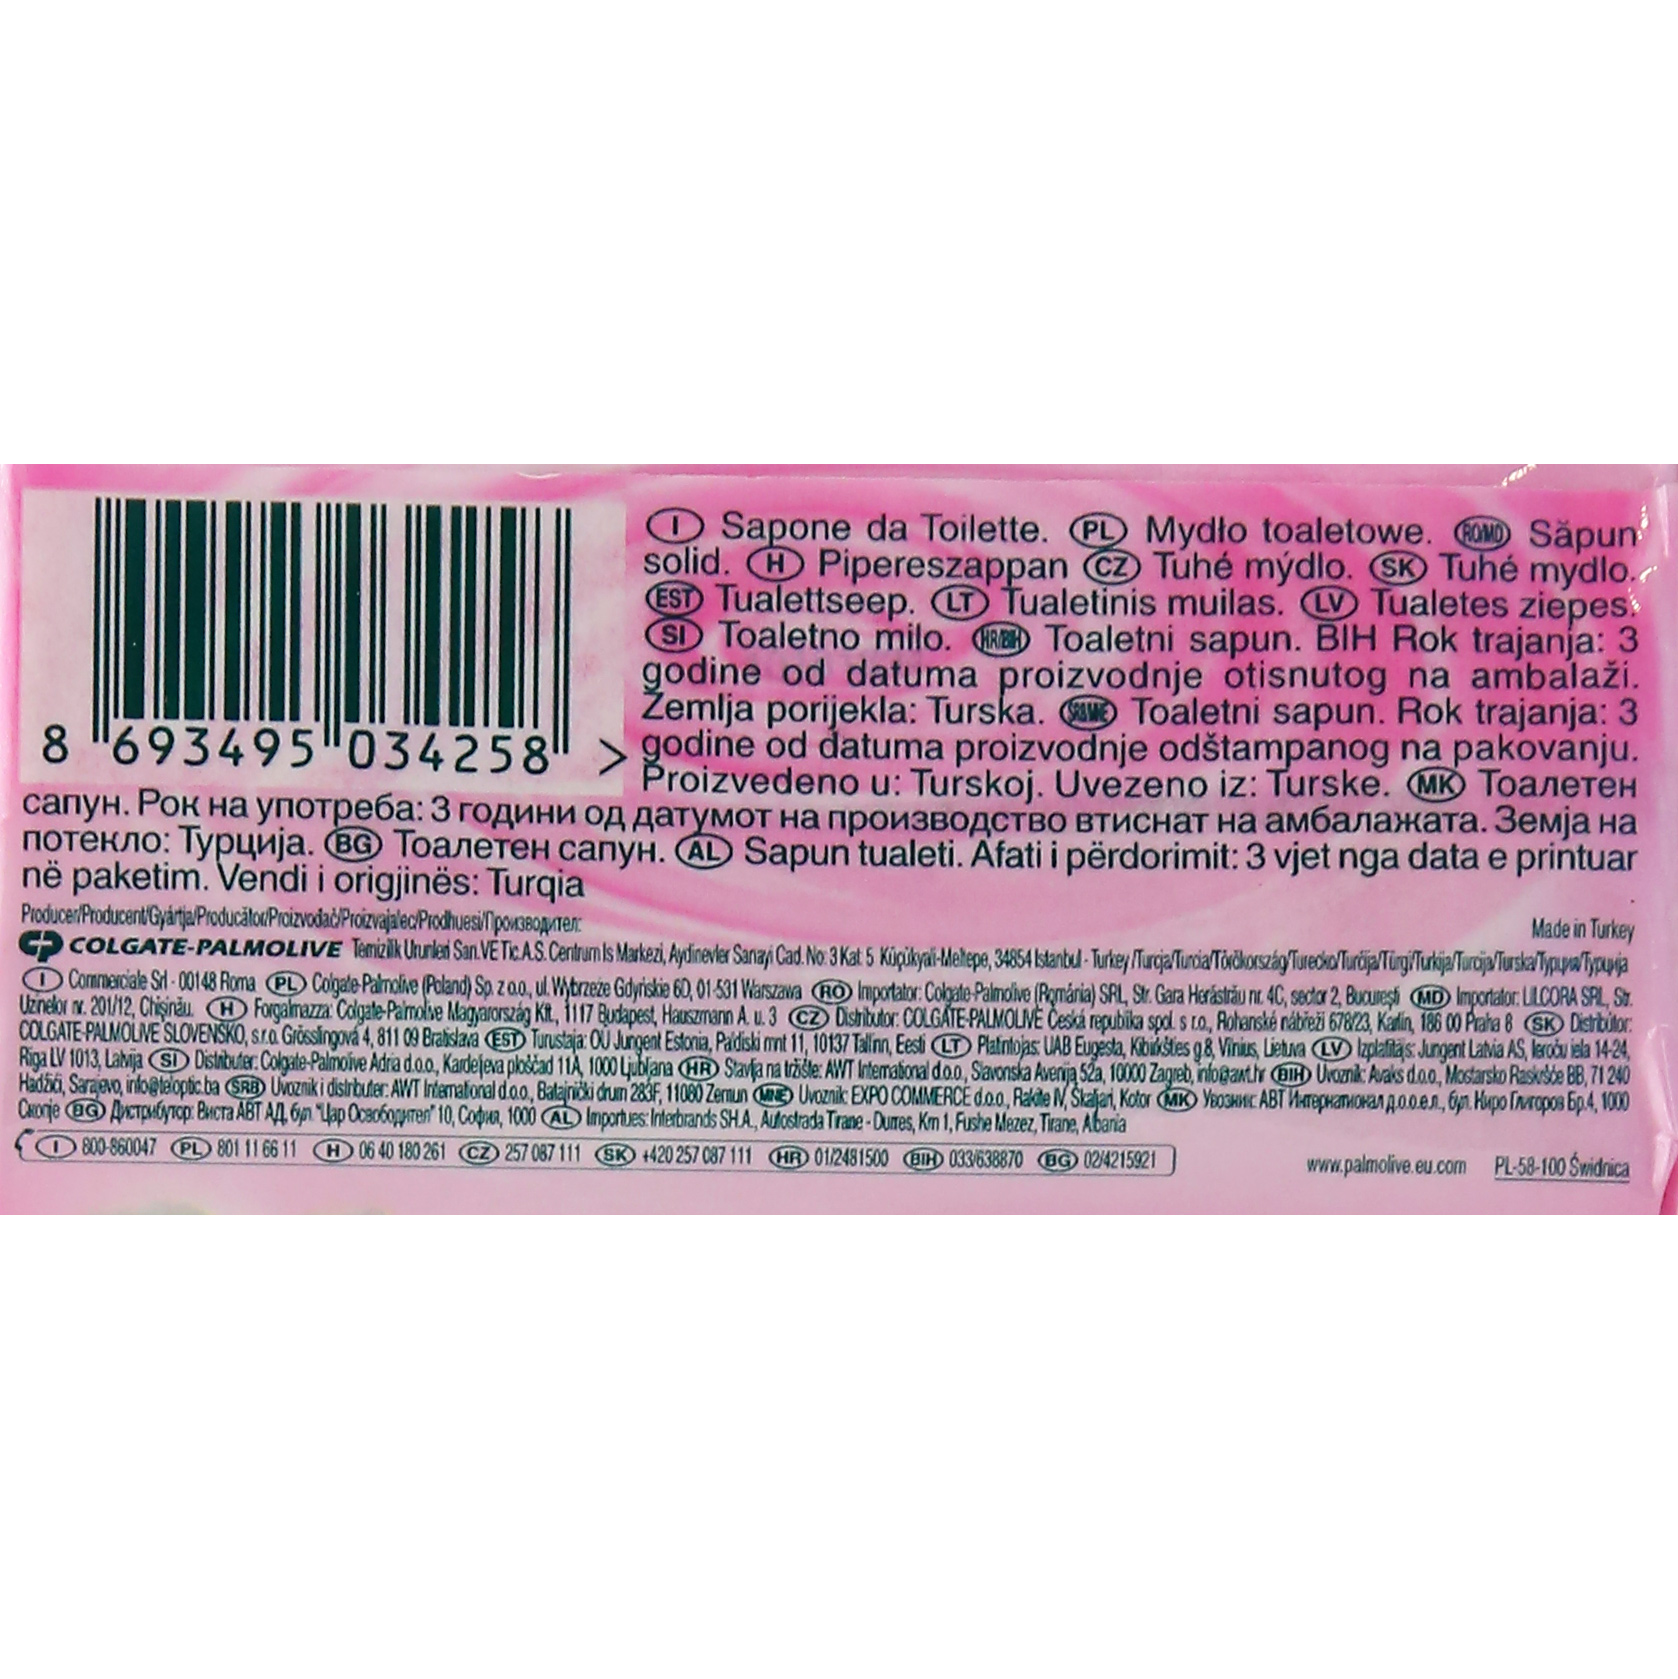 Ⓘ Sapone da Toilette. PL Mydło toaletowe. RO/MD Săpun
solid. H Pipereszappan CZ Tuhé mýdlo. SK Tuhé mydlo.
EST Tualettseep. LT Tualetinis muilas. LV Tualetes ziepes.
SI Toaletno milo. HR/BIH Toaletni sapun. BIH Rok trajanja: 3
godine od datuma proizvodnje otisnutog na ambalaži.
Zemlja porijekla: Turska. SRB/MNE Toaletni sapun. Rok trajanja: 3
godine od datuma proizvodnje odštampanog na pakovanju.
Proizvedeno u: Turskoj. Uvezeno iz: Turske. MK Тоалетен
8 693495 034258 >
сапун. Рок на употреба: 3 години од датумот на производство втиснат на амбалажата. Земја на
потекло: Турција. BG Тоалетен сапун. AL Sapun tualeti. Afati i përdorimit: 3 vjet nga data e printuar
në paketim. Vendi i origjinës: Turqia
Producer/Producent/Gyártja/Producător/Proizvođač/Proizvajalec/Prodhuesi/Производител:
Made in Turkey
CP COLGATE-PALMOLIVE Temizilik Urunleri San.VE Tic.A.S. Centrum Is Markezi, Aydinevler Sanayi Cad. No: 3 Kat: 5 Küçükyali-Meltepe, 34854 Istanbul - Turkey /Turcja/Turcia/Törökország/Turecko/Turčija/Türgi/Turkija/Turcija/Turska/Турция/Турција
I Commerciale Srl - 00148 Roma PL Colgate-Palmolive (Poland) Sp. z o.o., ul. Wybrzeże Gdyńskie 6D, 01-531 Warszawa RO Importator: Colgate-Palmolive (România) SRL, Str. Gara Herăstrău nr. 4C, sector 2, Bucureşti MD Importator: LILCORA SRL, Str.
Uzinelor nr. 201/12, Chişinău. H Forgalmazza: Colgate-Palmolive Magyarország Kft., 1117 Budapest, Hauszmann A. u. 3 CZ Distributor: COLGATE-PALMOLIVE Česká republika spol. s r.o., Rohanské nábřeží 678/23, Karlín, 186 00 Praha 8 SK Distribútor:
COLGATE-PALMOLIVE SLOVENSKO, s.r.o. Grösslingová 4, 811 09 Bratislava EST Turustaja: OÜ Jungent Estonia, Paldiski mnt 11, 10137 Tallinn, Eesti LT Platintojas: UAB Eugesta, Kibirkšties g.8, Vilnius, Lietuva LV Izplatītājs: Jungent Latvia AS, Ieroču iela 14-24,
Rīga LV 1013, Latvija SI Distributer: Colgate-Palmolive Adria d.o.o., Kardeljeva ploščad 11A, 1000 Ljubljana HR Stavlja na tržište: AWT International d.o.o., Slavonska Avenija 52a, 10000 Zagreb, info@awt.hr BIH Uvoznik: Avaks d.o.o., Mostarsko Raskršće BB, 71 240
Hadžići, Sarajevo, info@teloptic.ba SRB Uvoznik i distributer: AWT International d.o.o., Batajnički drum 283F, 11080 Zemun MNE Uvoznik: EXPO COMMERCE d.o.o., Rakite IV, Škaljari, Kotor MK Увозник: АВТ Интернатионал д.о.о.е.л., бул. Киро Глигоров Бр.4, 1000
Скопје BG Дистрибутор: Виста АВТ АД, бул. "Цар Освободител" 10, София, 1000 AL Importues: Interbrands SH.A., Autostrada Tirane - Durres, Km 1, Fushe Mezez, Tirane, Albania
I 800-860047 PL 801 11 66 11 H 06 40 180 261 CZ 257 087 111 SK +420 257 087 111 HR 01/2481500 BIH 033/638870 BG 02/4215921
www.palmolive.eu.com PL-58-100 Świdnica